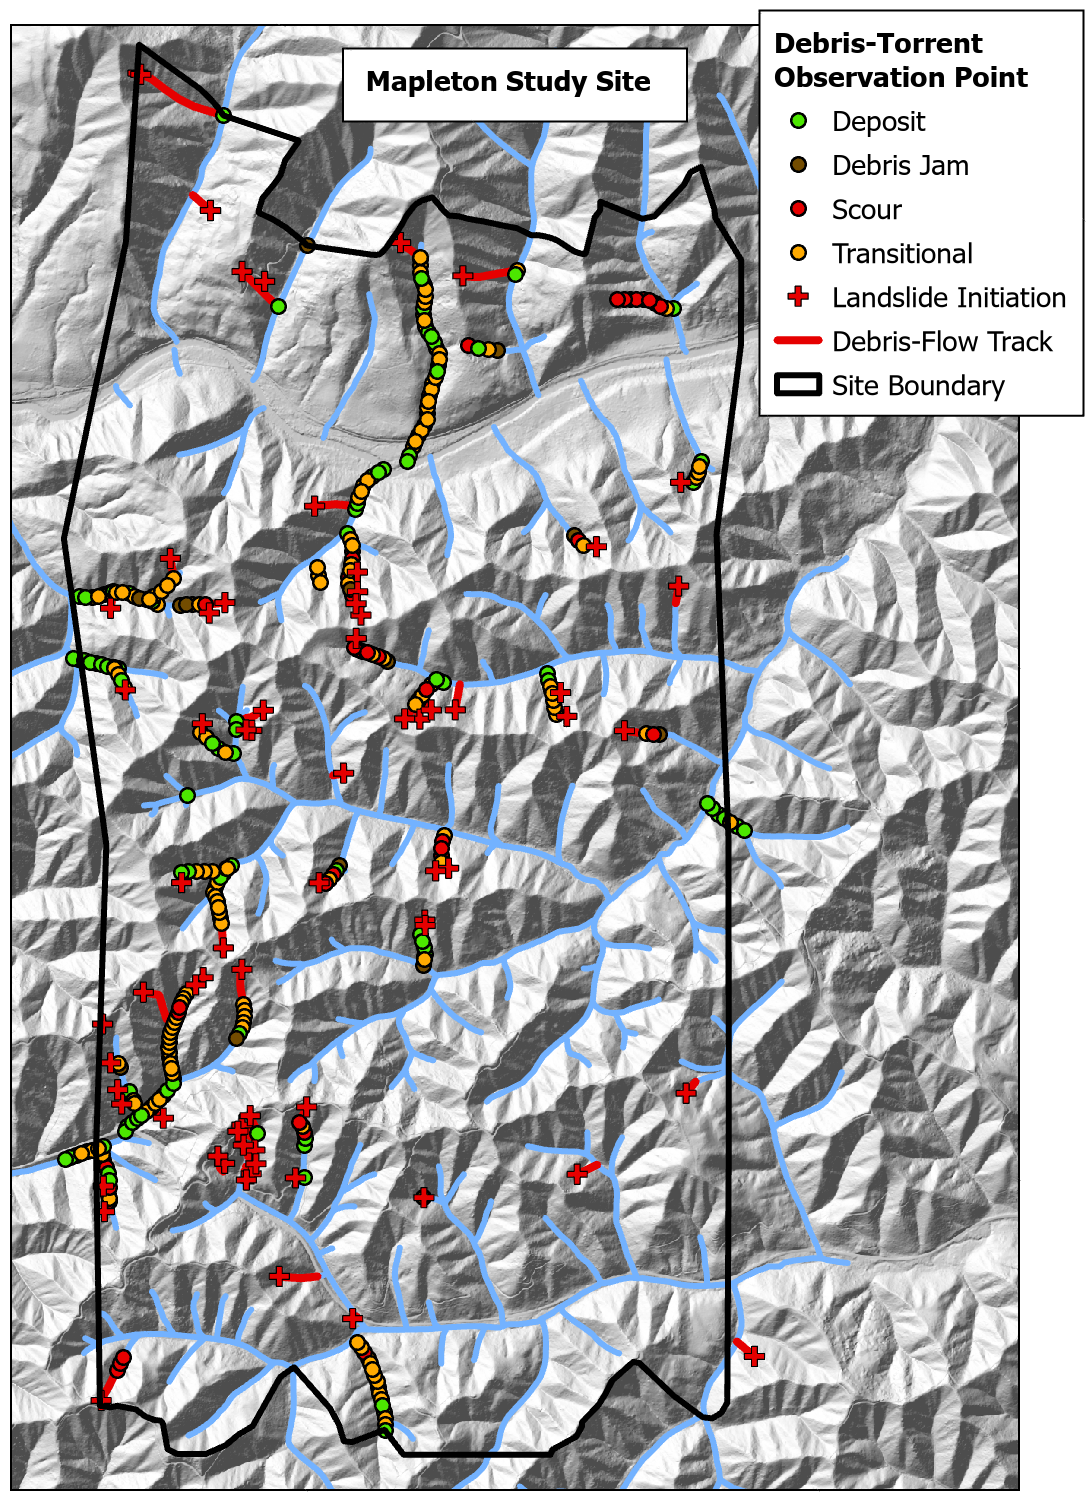 Mapleton Study Site
Debris-Torrent
Observation Point
Deposit
Debris Jam
Scour
Transitional
Landslide Initiation
Debris-Flow Track
Site Boundary